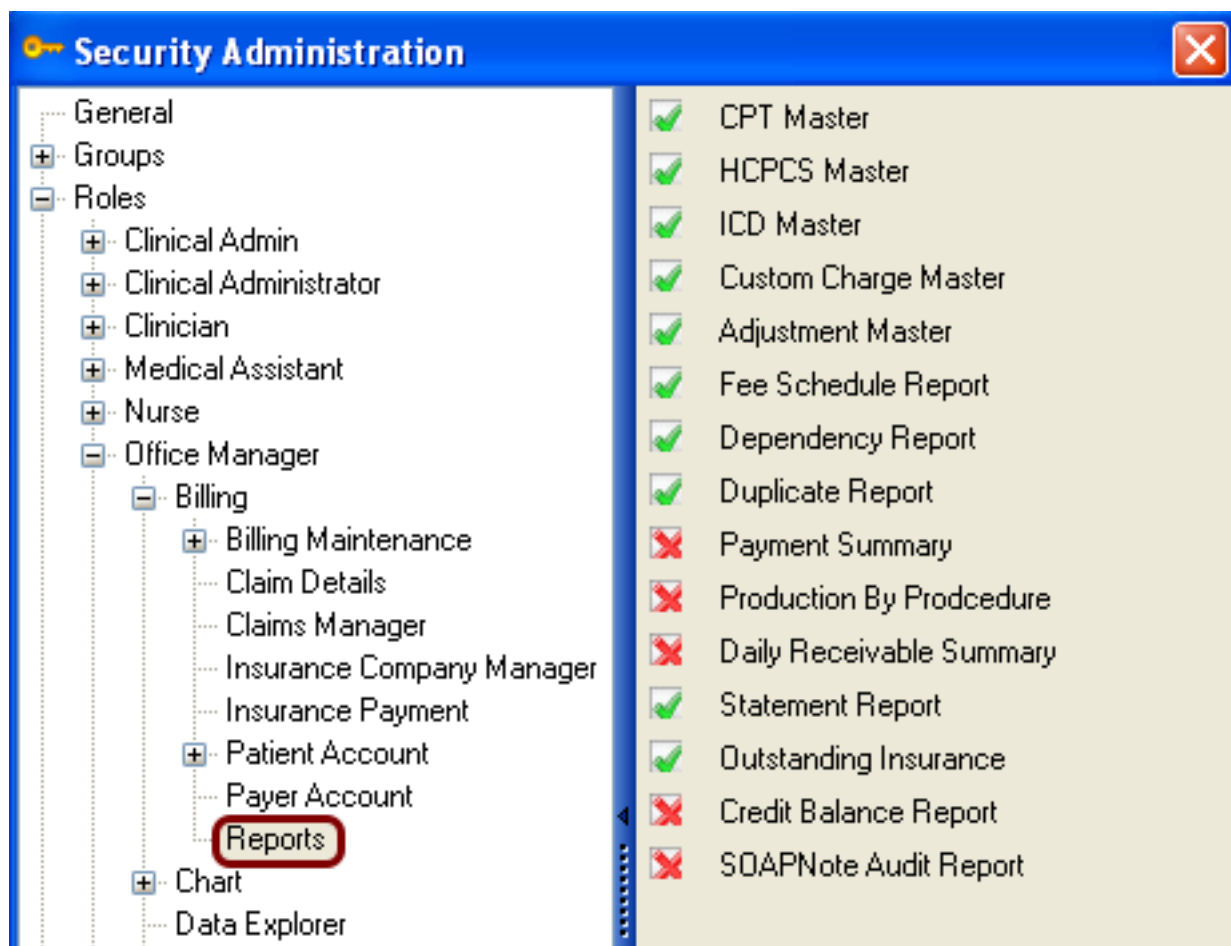 Security Administration
General
Groups
Roles
Clinical Admin
Clinical Administrator
Clinician
Medical Assistant
Nurse
Office Manager
Billing
Billing Maintenance
Claim Details
Claims Manager
Insurance Company Manager
Insurance Payment
Patient Account
Payer Account
Reports
Chart
Data Explorer
CPT Master
HCPCS Master
ICD Master
Custom Charge Master
Adjustment Master
Fee Schedule Report
Dependency Report
Duplicate Report
Payment Summary
Production By Prodcedure
Daily Receivable Summary
Statement Report
Outstanding Insurance
Credit Balance Report
SOAPNote Audit Report